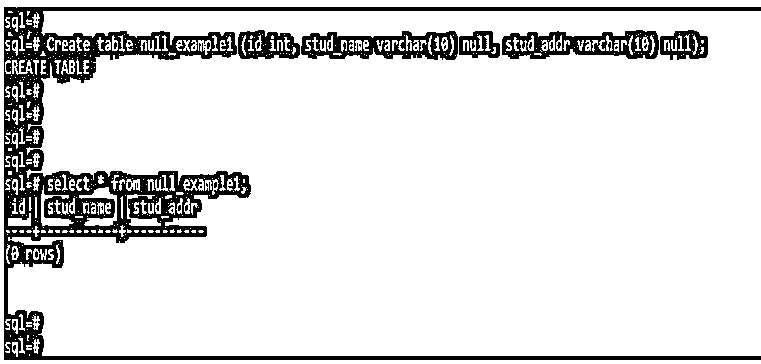 sql=#
sql=# Create table null_example1 (id int, stud_name varchar(10) null, stud_addr varchar(10) null);
CREATE TABLE
sql=#
sql=#
sql=#
sql=#
sql=# select * from null_example1;
id | stud_name | stud_addr
----+-----------+-----------
(0 rows)
sql=#
sql=#